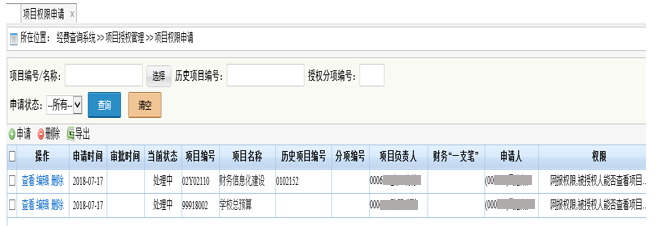 项目权限申请 x
所在位置： 经费查询系统 >> 项目授权管理 >> 项目权限申请
项目编号/名称： 选择 历史项目编号： 授权分项编号：
申请状态： --所有-- 查询 清空
申请 删除 导出
操作 申请时间 审批时间 当前状态 项目编号 项目名称 历史项目编号 分项编号 项目负责人 财务“一支笔” 申请人 权限
查看 编辑 删除 2018-07-17 处理中 02Y02110 财务信息化建设 0102152 0006 (00 网报权限,被授权人能否查看项目...
查看 编辑 删除 2018-07-17 处理中 99918002 学校总预算 000 (00 网报权限,被授权人能否查看项目...